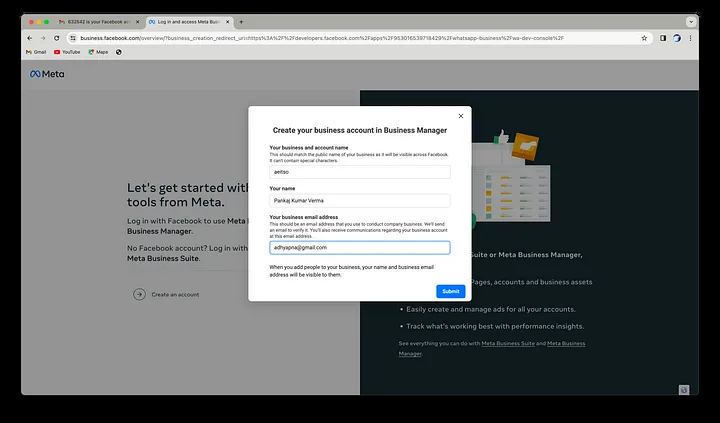 632542 is your Facebook acc
Log in and access Meta Busi
business.facebook.com/overview/?business_creation_redirect_uri=https%3A%2F%2Fdevelopers.facebook.com%2Fapps%2F953016539718429%2Fwhatsapp-business%2Fwa-dev-console%2F
Gmail
YouTube
Maps
Meta
Create your business account in Business Manager
Your business and account name
This should match the public name of your business as it will be visible across Facebook.
It can't contain special characters.
aeitso
Your name
Pankaj Kumar Verma
Your business email address
This should be an email address that you use to conduct company business. We'll send
an email to verify it. You'll also receive communications regarding your business account
at this email address.
adhyapna@gmail.com
When you add people to your business, your name and business email
address will be visible to them.
Submit
Let's get started with
tools from Meta.
Log in with Facebook to use Meta
Business Manager.
No Facebook account? Log in with
Meta Business Suite.
Create an account
Suite or Meta Business Manager,
Pages, accounts and business assets
• Easily create and manage ads for all your accounts.
• Track what's working best with performance insights.
See everything you can do with Meta Business Suite and Meta Business
Manager.